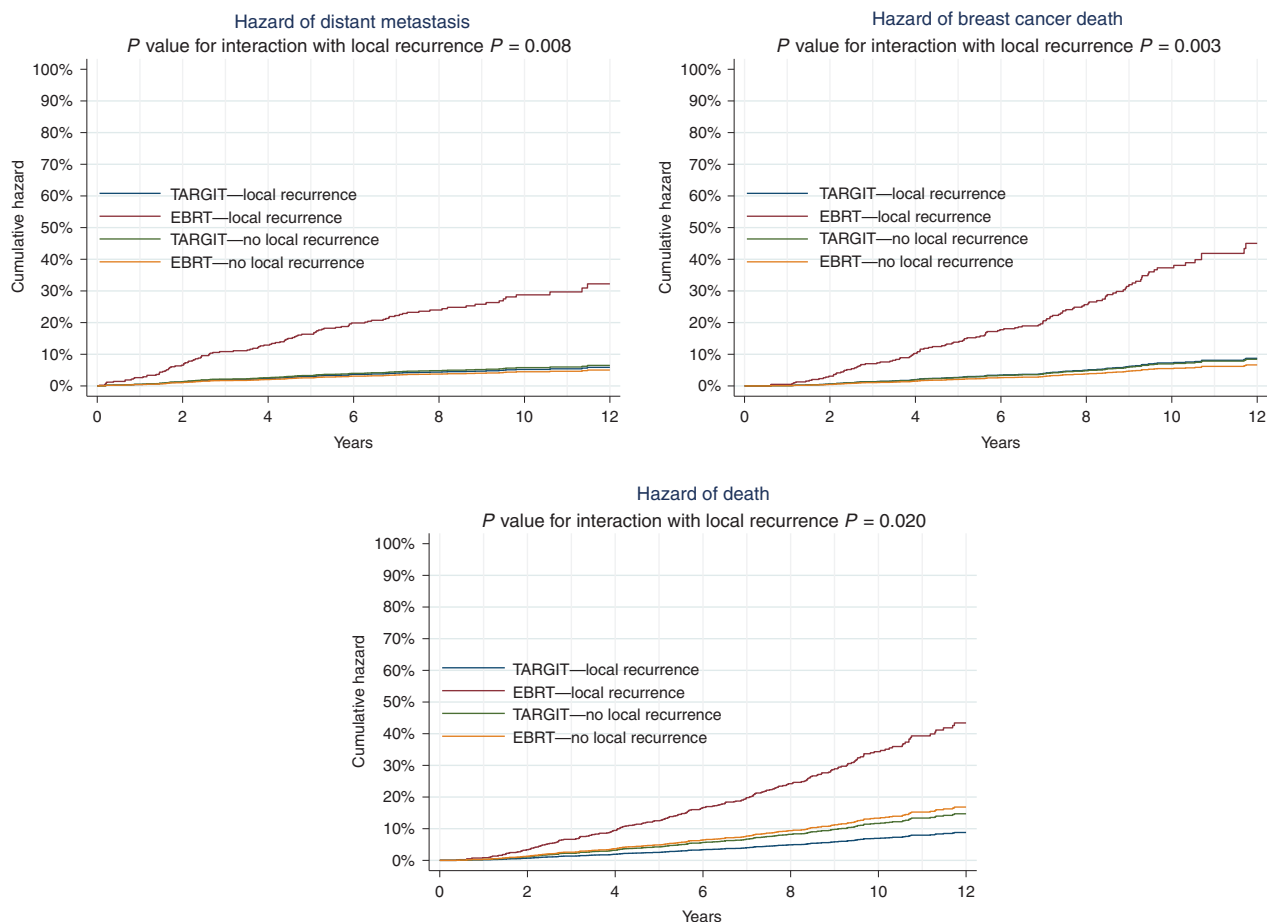 Hazard of distant metastasis
P value for interaction with local recurrence P = 0.008
100%
90%
80%
70%
60%
50%
40%
30%
20%
10%
0%
Cumulative hazard
TARGIT—local recurrence
EBRT—local recurrence
TARGIT—no local recurrence
EBRT—no local recurrence
0 2 4 6 8 10 12
Years
Hazard of breast cancer death
P value for interaction with local recurrence P = 0.003
100%
90%
80%
70%
60%
50%
40%
30%
20%
10%
0%
Cumulative hazard
TARGIT—local recurrence
EBRT—local recurrence
TARGIT—no local recurrence
EBRT—no local recurrence
0 2 4 6 8 10 12
Years
Hazard of death
P value for interaction with local recurrence P = 0.020
100%
90%
80%
70%
60%
50%
40%
30%
20%
10%
0%
Cumulative hazard
TARGIT—local recurrence
EBRT—local recurrence
TARGIT—no local recurrence
EBRT—no local recurrence
0 2 4 6 8 10 12
Years